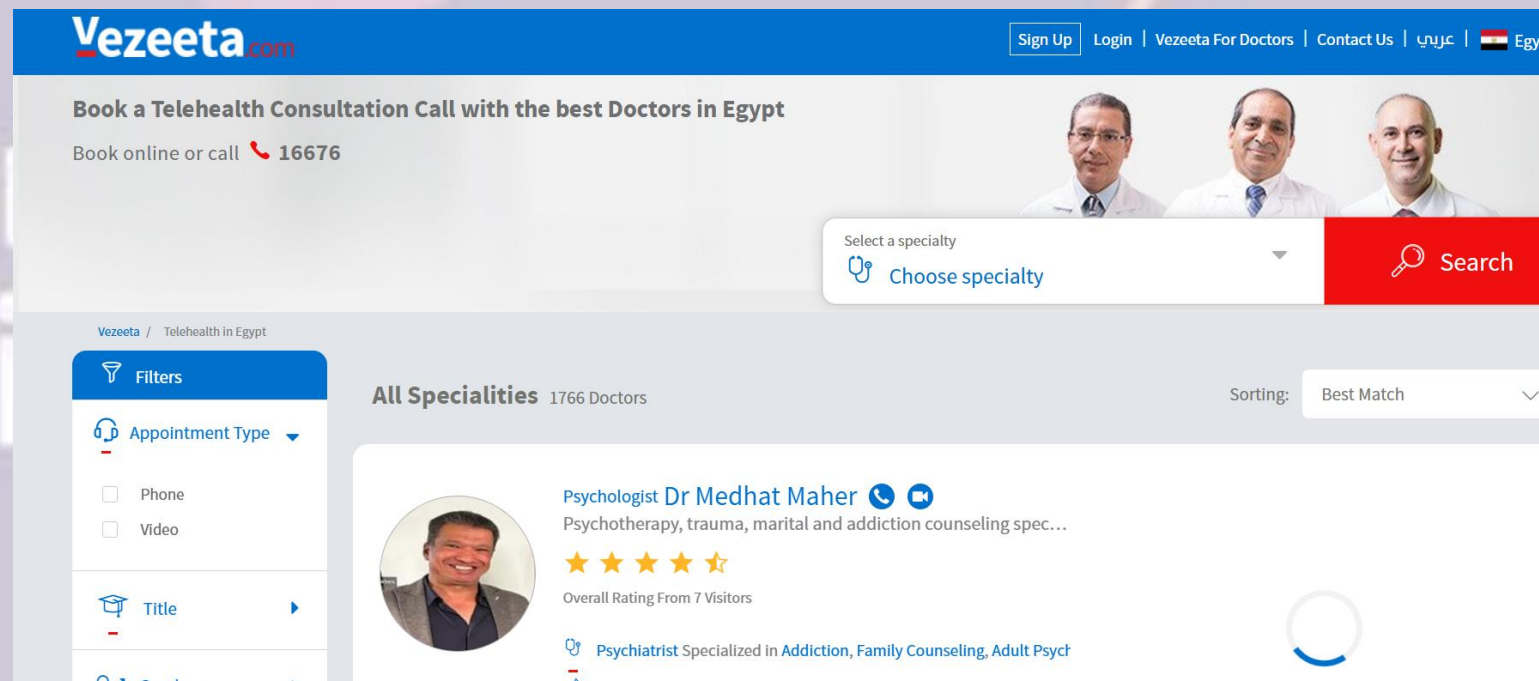 Vezeeta.com
Sign Up Login | Vezeeta For Doctors | Contact Us | عربي |
Book a Telehealth Consultation Call with the best Doctors in Egypt
Book online or call 16676
Select a specialty
Choose specialty
Search
Vezeeta / Telehealth in Egypt
Filters
All Specialities 1766 Doctors
Sorting: Best Match
Appointment Type
Phone
Video
Title
Psychologist Dr Medhat Maher
Psychotherapy, trauma, marital and addiction counseling spec...
Overall Rating From 7 Visitors
Psychiatrist Specialized in Addiction, Family Counseling, Adult Psych